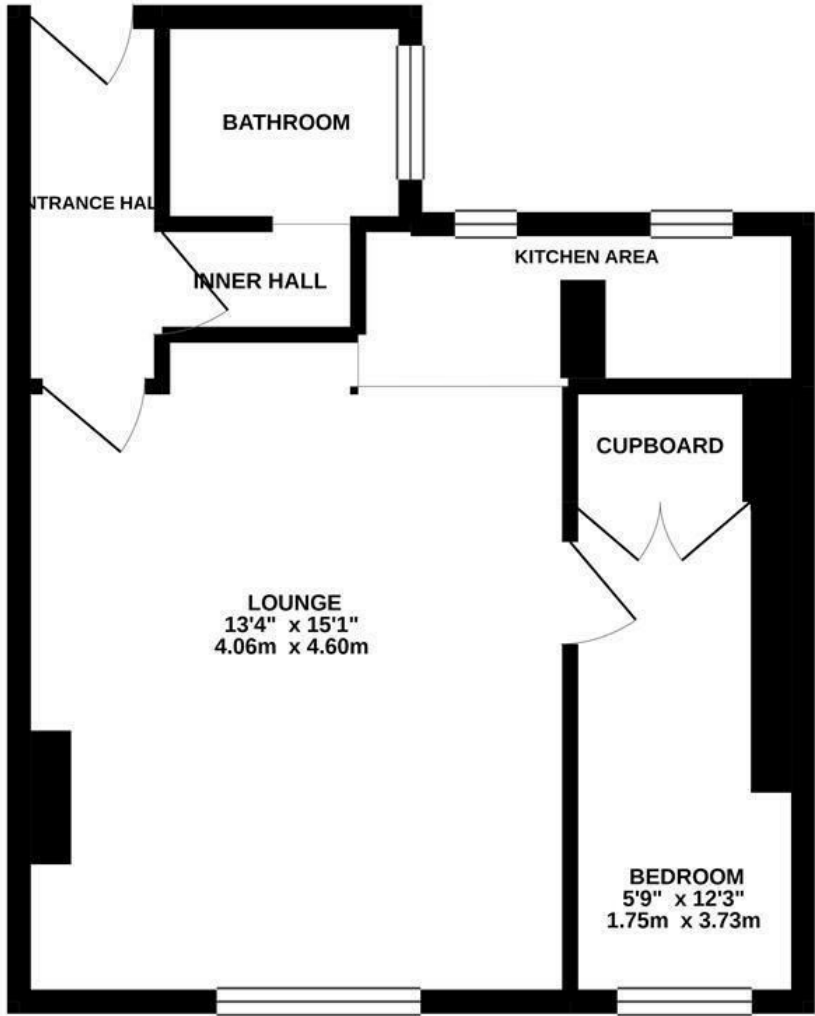 BATHROOM
NTRANCE HAL
INNER HALL
KITCHEN AREA
CUPBOARD
LOUNGE
13'4" x 15'1"
4.06m x 4.60m
BEDROOM
5'9" x 12'3"
1.75m x 3.73m